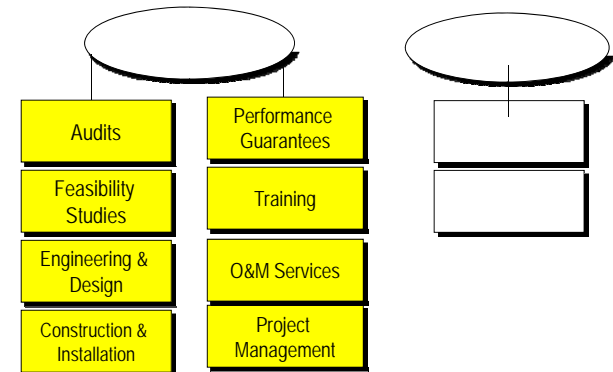 Audits
Performance
Guarantees
Feasibility
Studies
Training
Engineering &
Design
O&M Services
Construction &
Installation
Project
Management